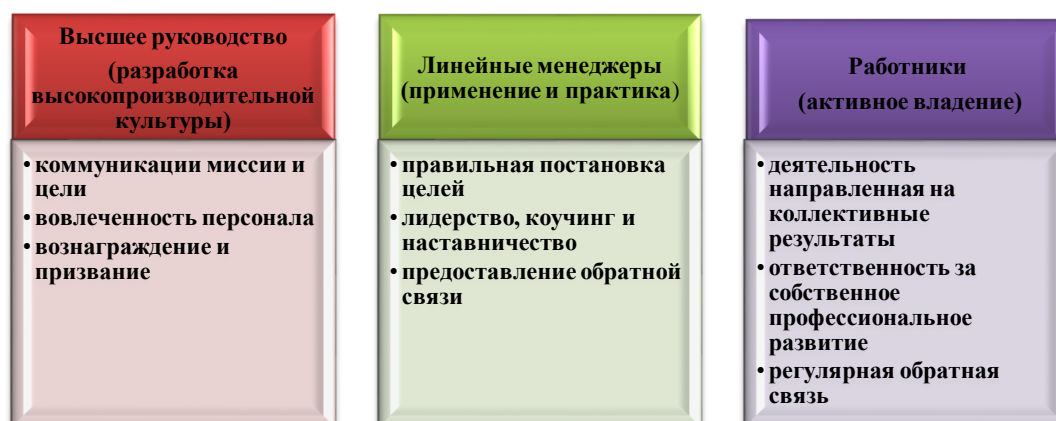 Высшее руководство
(разработка
высокопроизводительной
культуры)
• коммуникации миссии и
цели
• вовлеченность персонала
• вознаграждение и
призвание
Линейные менеджеры
(применение и практика)
• правильная постановка
целей
• лидерство, коучинг и
наставничество
• предоставление обратной
связи
Работники
(активное владение)
• деятельность
направленная на
коллективные
результаты
• ответственность за
собственное
профессиональное
развитие
• регулярная обратная
связь